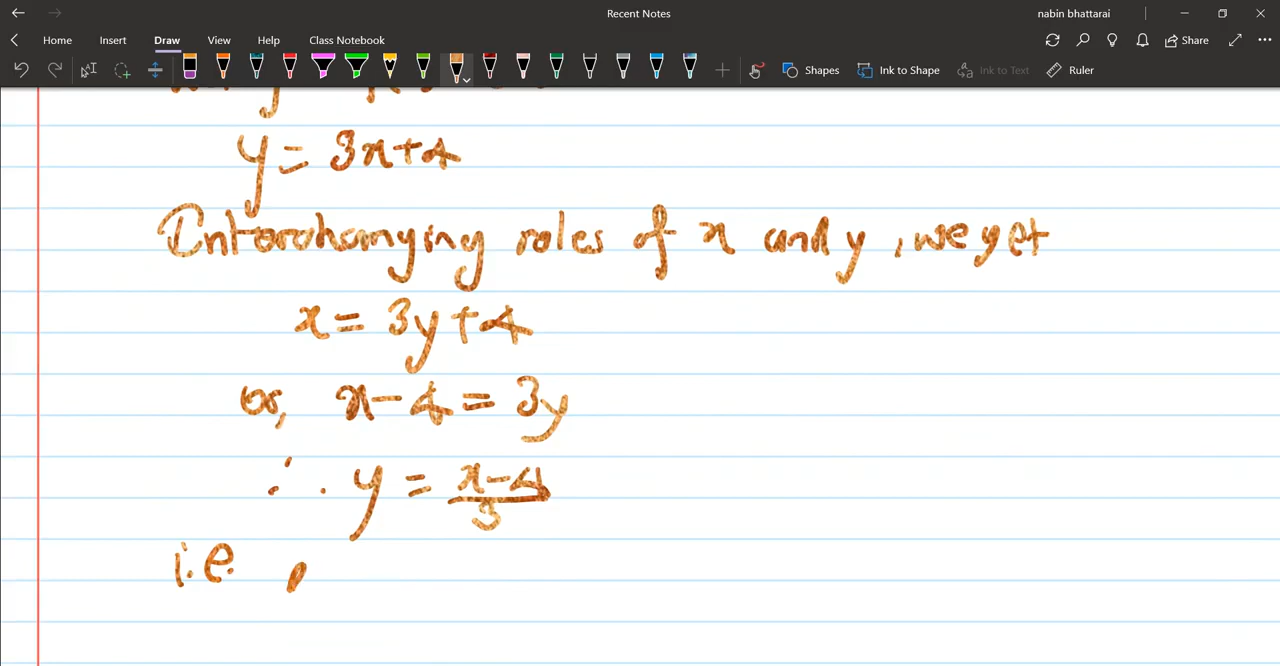 Recent Notes
nabin bhattarai
Home Insert Draw View Help Class Notebook
Share
Shapes Ink to Shape Ink to Text Ruler
y = 3x+4
Interchanging roles of x and y, we get
x = 3y+4
or, x-4 = 3y
∴ y = (x-4)/3
i.e.